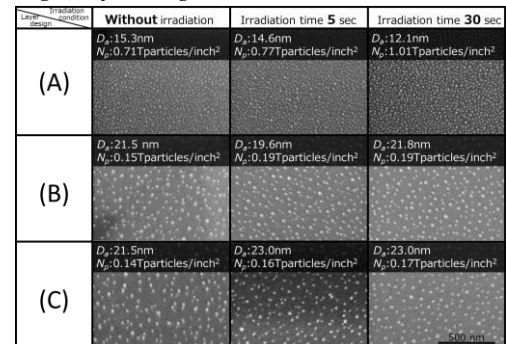 Irradiation
condition
Layer
design
Without irradiation
Irradiation time 5 sec
Irradiation time 30 sec
(A)
Da:15.3nm
Np:0.71Tparticles/inch²
Da:14.6nm
Np:0.77Tparticles/inch²
Da:12.1nm
Np:1.01Tparticles/inch²
(B)
Da:21.5 nm
Np:0.15Tparticles/inch²
Da:19.6nm
Np:0.19Tparticles/inch²
Da:21.8nm
Np:0.19Tparticles/inch²
(C)
Da:21.5nm
Np:0.14Tparticles/inch²
Da:23.0nm
Np:0.16Tparticles/inch²
Da:23.0nm
Np:0.17Tparticles/inch²
500 nm